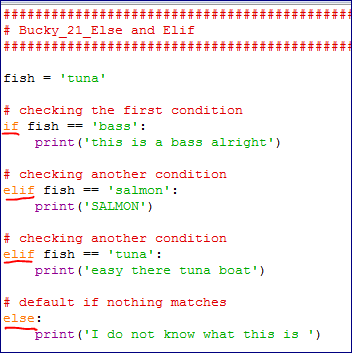 ####################################################
# Bucky_21_Else and Elif
####################################################
fish = 'tuna'
# checking the first condition
if fish == 'bass':
    print('this is a bass alright')
# checking another condition
elif fish == 'salmon':
    print('SALMON')
# checking another condition
elif fish == 'tuna':
    print('easy there tuna boat')
# default if nothing matches
else:
    print('I do not know what this is ')